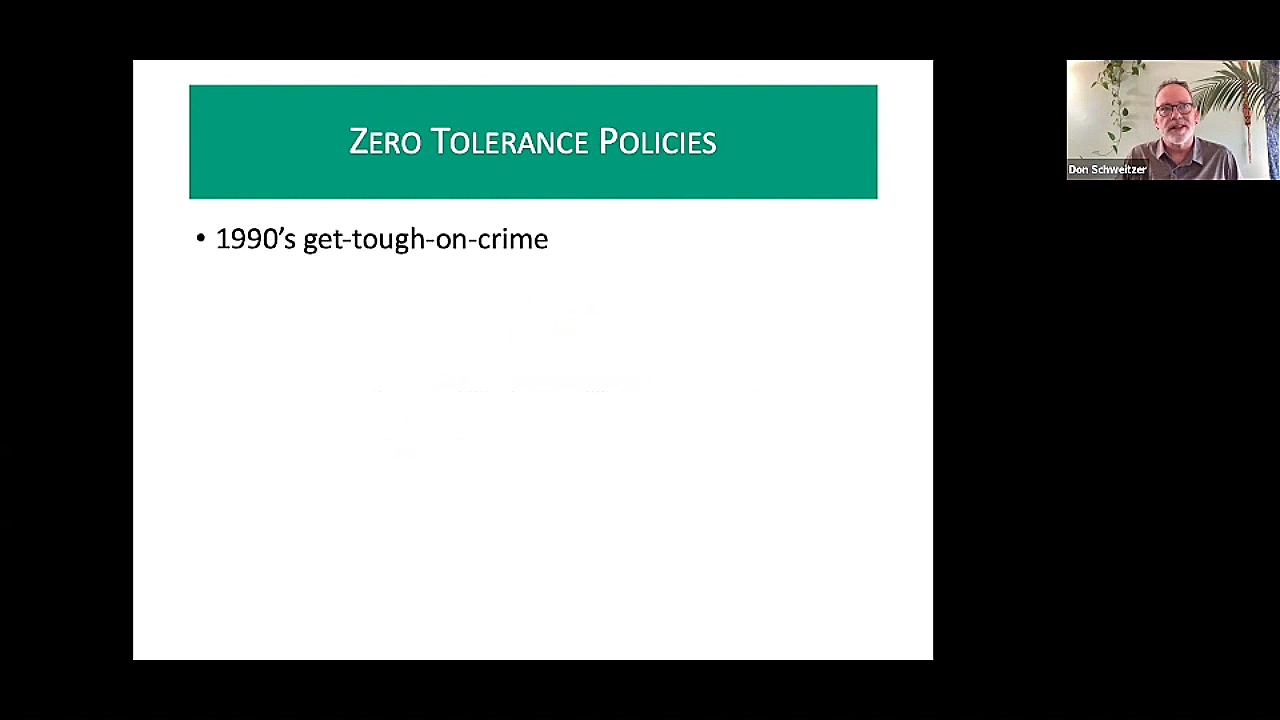 Zero Tolerance Policies
• 1990's get-tough-on-crime
Don Schweitzer